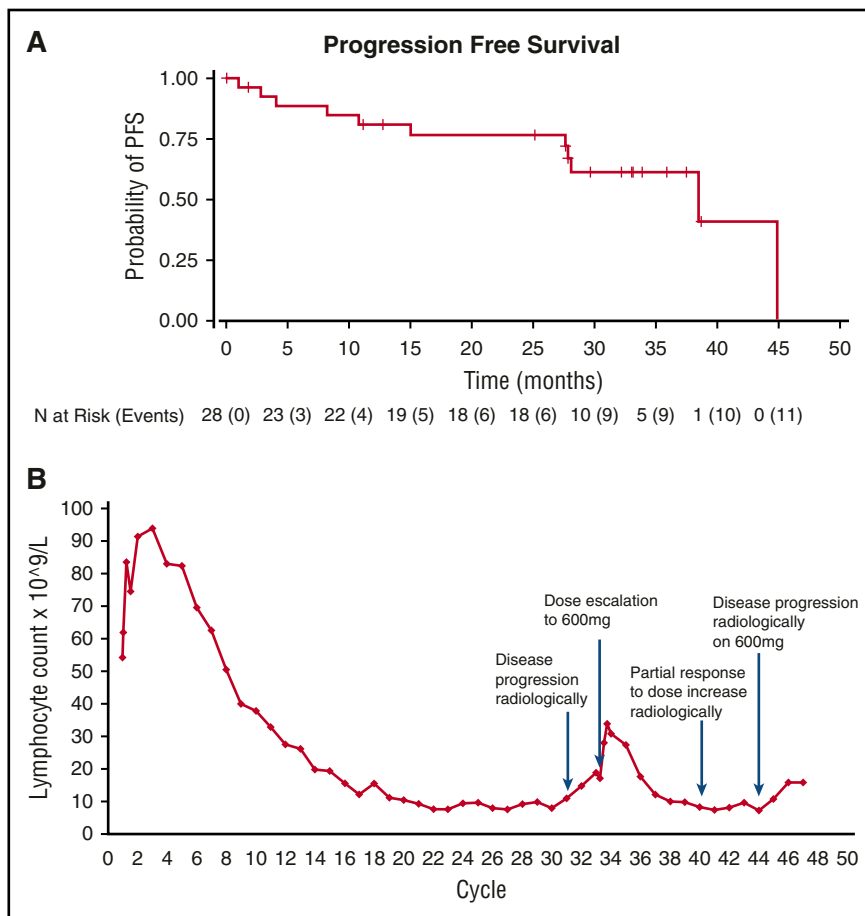 A
Progression Free Survival
Probability of PFS
1.00
0.75
0.50
0.25
0.00
0 5 10 15 20 25 30 35 40 45 50
Time (months)
N at Risk (Events) 28 (0) 23 (3) 22 (4) 19 (5) 18 (6) 18 (6) 10 (9) 5 (9) 1 (10) 0 (11)
B
Lymphocyte count x 10^9/L
100
90
80
70
60
50
40
30
20
10
0
Disease
progression
radiologically
Dose escalation
to 600mg
Partial response
to dose increase
radiologically
Disease progression
radiologically
on 600mg
0 2 4 6 8 10 12 14 16 18 20 22 24 26 28 30 32 34 36 38 40 42 44 46 48 50
Cycle